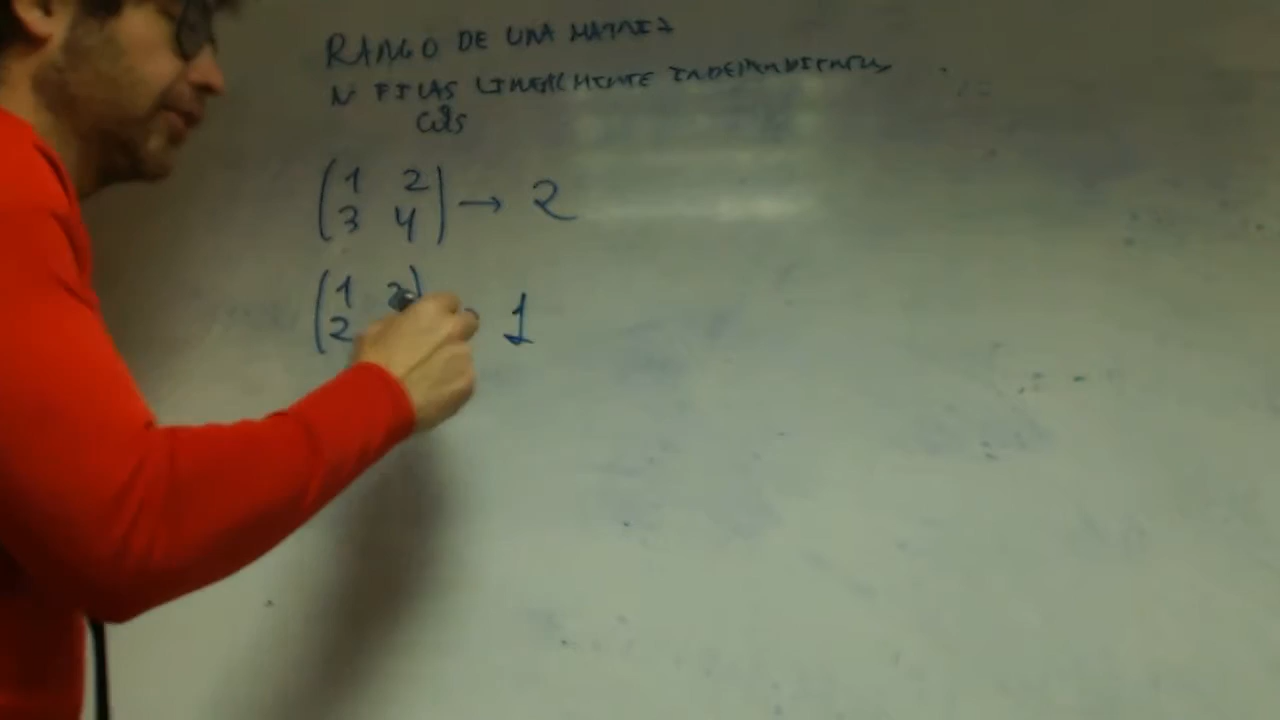 RANGO DE UNA MATRIZ
Nº FILAS LINEALMENTE INDEPENDIENTES
COLS
( 1 2 ) → 2
( 3 4 )
( 1 2 ) 1
( 2